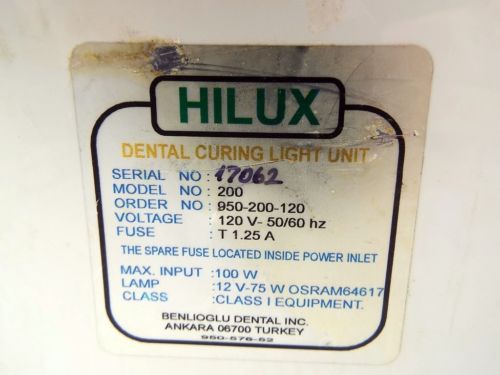 HILUX
DENTAL CURING LIGHT UNIT
SERIAL NO : 17062
MODEL NO : 200
ORDER NO : 950-200-120
VOLTAGE : 120 V- 50/60 hz
FUSE : T 1.25 A
THE SPARE FUSE LOCATED INSIDE POWER INLET
MAX. INPUT :100 W
LAMP :12 V-75 W OSRAM64617
CLASS :CLASS I EQUIPMENT.
BENLIOGLU DENTAL INC.
ANKARA 06700 TURKEY
950-576-52